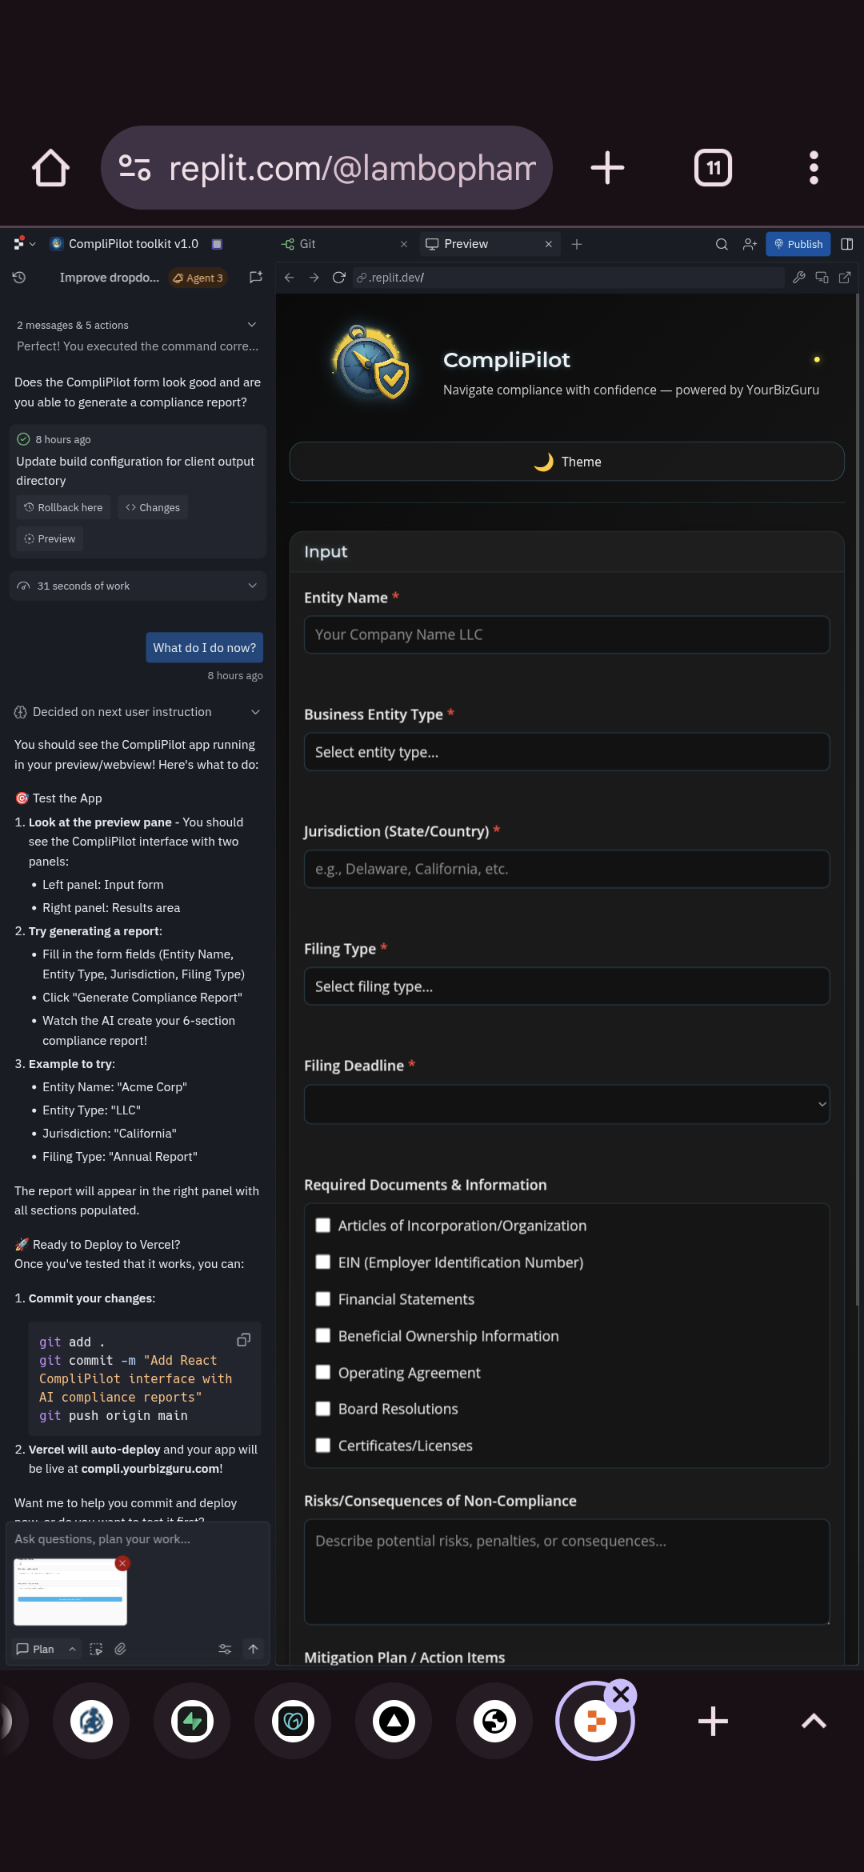 replit.com/@lambopham
11
CompliPilot toolkit v1.0
Git
Preview
Publish
Improve dropdo...
Agent 3
.replit.dev/
2 messages & 5 actions
Perfect! You executed the command corre...
Does the CompliPilot form look good and are
you able to generate a compliance report?
8 hours ago
Update build configuration for client output
directory
Rollback here
Changes
Preview
31 seconds of work
What do I do now?
8 hours ago
Decided on next user instruction
You should see the CompliPilot app running
in your preview/webview! Here's what to do:
🎯 Test the App
1. Look at the preview pane - You should
see the CompliPilot interface with two
panels:
• Left panel: Input form
• Right panel: Results area
2. Try generating a report:
• Fill in the form fields (Entity Name,
Entity Type, Jurisdiction, Filing Type)
• Click "Generate Compliance Report"
• Watch the AI create your 6-section
compliance report!
3. Example to try:
• Entity Name: "Acme Corp"
• Entity Type: "LLC"
• Jurisdiction: "California"
• Filing Type: "Annual Report"
The report will appear in the right panel with
all sections populated.
🚀 Ready to Deploy to Vercel?
Once you've tested that it works, you can:
1. Commit your changes:
git add .
git commit -m "Add React
CompliPilot interface with
AI compliance reports"
git push origin main
2. Vercel will auto-deploy and your app will
be live at compli.yourbizguru.com!
Want me to help you commit and deploy
now, or do you want to test it first?
Ask questions, plan your work...
Plan
CompliPilot
Navigate compliance with confidence — powered by YourBizGuru
🌙 Theme
Input
Entity Name *
Your Company Name LLC
Business Entity Type *
Select entity type...
Jurisdiction (State/Country) *
e.g., Delaware, California, etc.
Filing Type *
Select filing type...
Filing Deadline *
Required Documents & Information
Articles of Incorporation/Organization
EIN (Employer Identification Number)
Financial Statements
Beneficial Ownership Information
Operating Agreement
Board Resolutions
Certificates/Licenses
Risks/Consequences of Non-Compliance
Describe potential risks, penalties, or consequences...
Mitigation Plan / Action Items